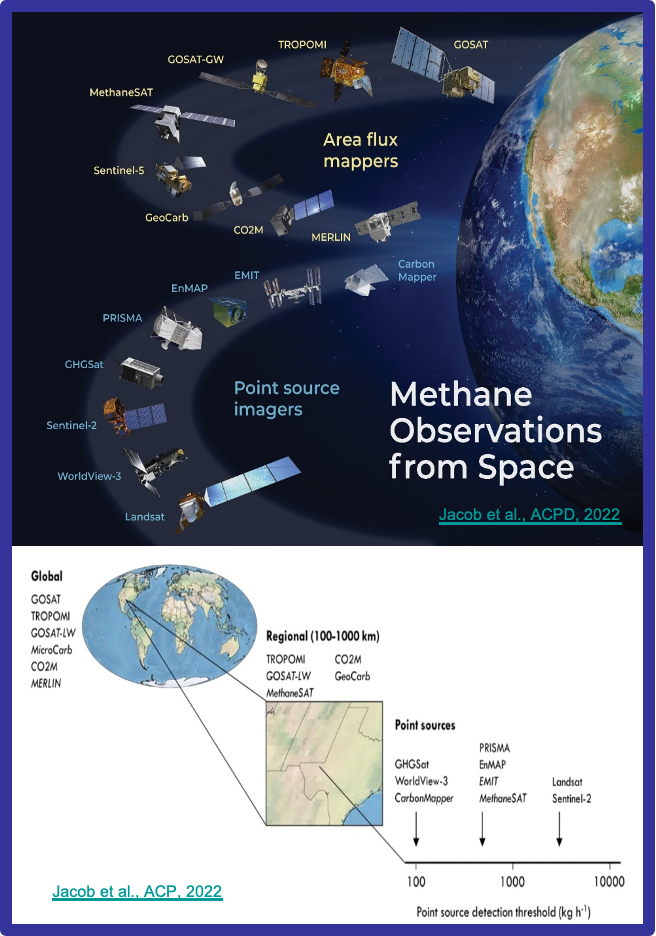 TROPOMI
GOSAT
GOSAT-GW
MethaneSAT
Area flux
mappers
Sentinel-5
GeoCarb
CO2M
MERLIN
Carbon
Mapper
EMIT
EnMAP
PRISMA
GHGSat
Point source
imagers
Sentinel-2
WorldView-3
Landsat
Methane
Observations
from Space
Jacob et al., ACPD, 2022
Global
GOSAT
TROPOMI
GOSAT-LW
MicroCarb
CO2M
MERLIN
Regional (100-1000 km)
TROPOMI CO2M
GOSAT-LW GeoCarb
MethaneSAT
Point sources
GHGSat
WorldView-3
CarbonMapper
PRISMA
EnMAP
EMIT
MethaneSAT
Landsat
Sentinel-2
100 1000 10000
Point source detection threshold (kg h⁻¹)
Jacob et al., ACP, 2022